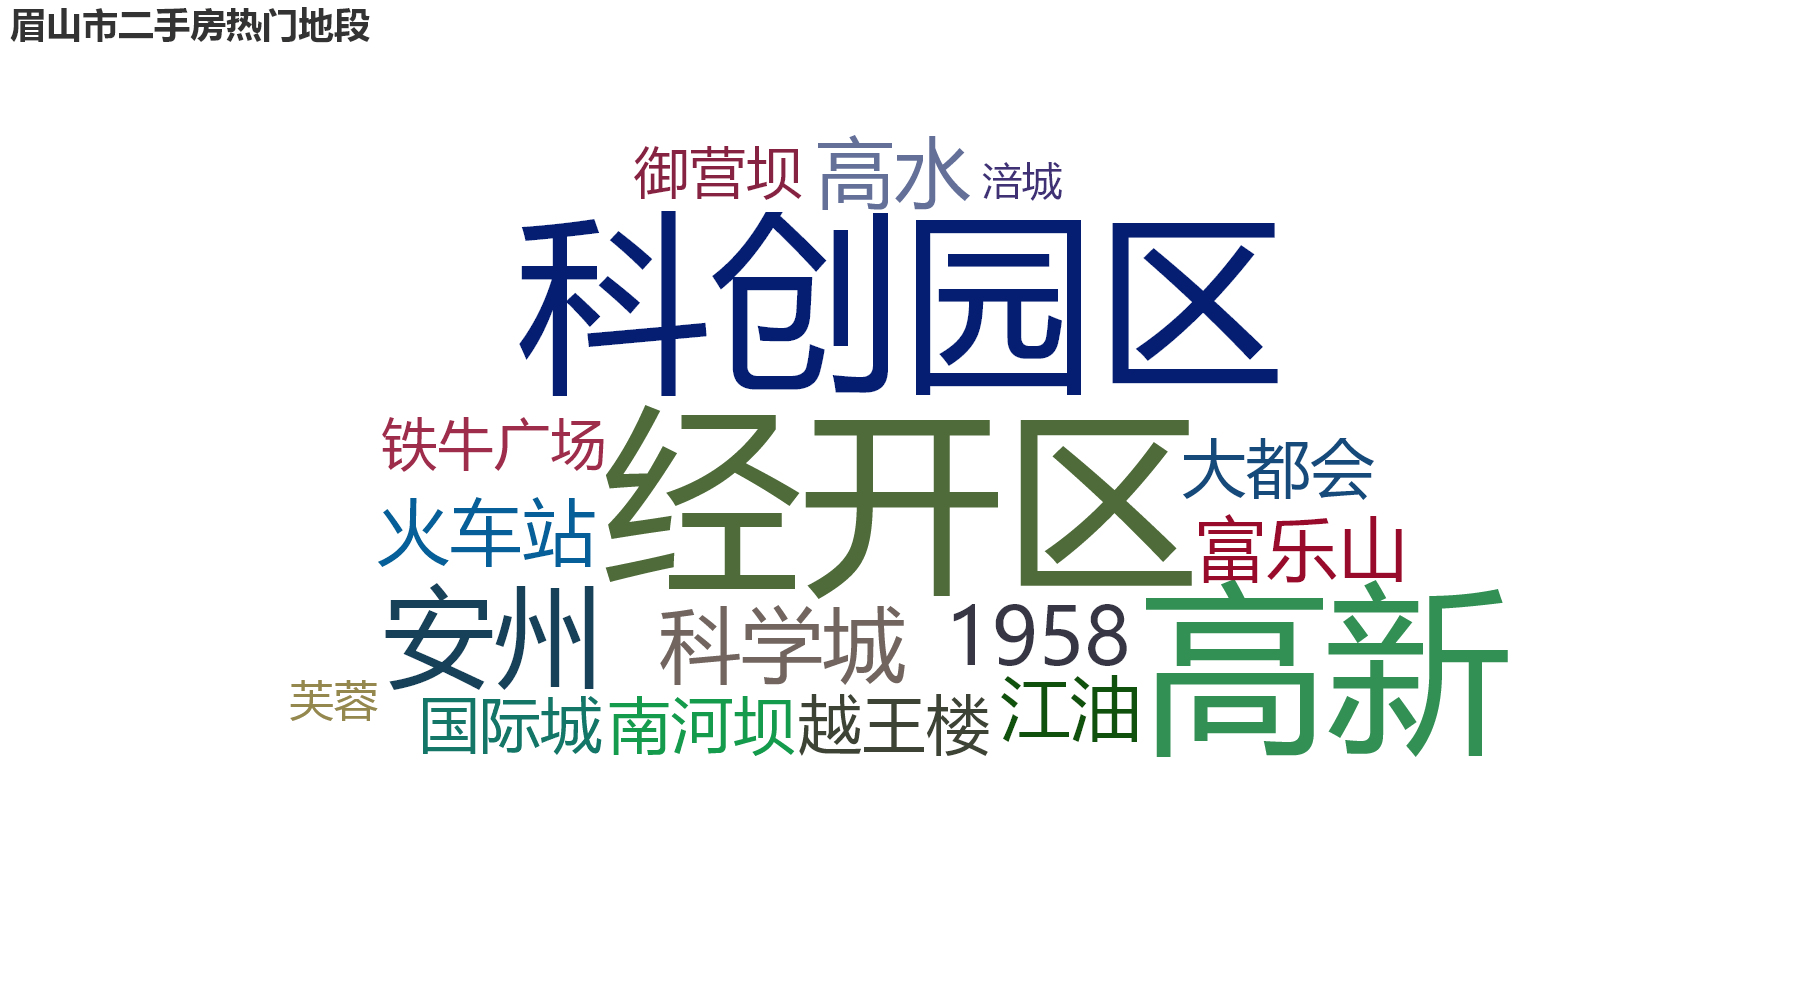 眉山市二手房热门地段
御营坝
高水
涪城
科创园区
铁牛广场
经开区
大都会
火车站
富乐山
安州
科学城
1958
高新
芙蓉
国际城
南河坝
越王楼
江油